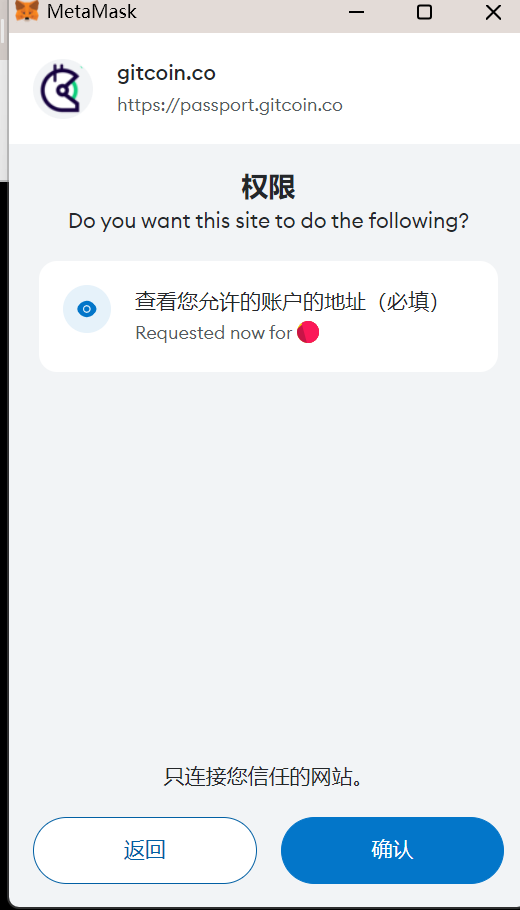 MetaMask
gitcoin.co
https://passport.gitcoin.co
权限
Do you want this site to do the following?
查看您允许的账户的地址（必填）
Requested now for
只连接您信任的网站。
返回
确认